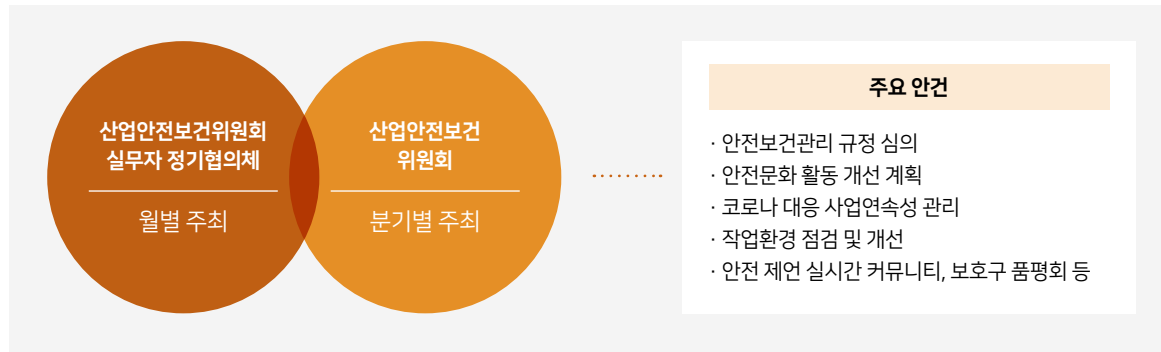 산업안전보건위원회
실무자 정기협의체
월별 주최
산업안전보건
위원회
분기별 주최
주요 안건
· 안전보건관리 규정 심의
· 안전문화 활동 개선 계획
· 코로나 대응 사업연속성 관리
· 작업환경 점검 및 개선
· 안전 제언 실시간 커뮤니티, 보호구 품평회 등